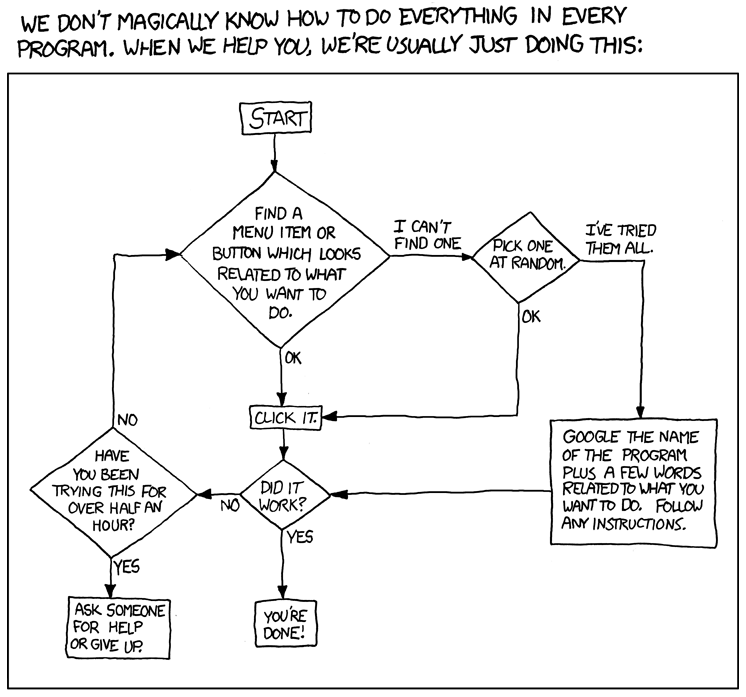 WE DON'T MAGICALLY KNOW HOW TO DO EVERYTHING IN EVERY
PROGRAM. WHEN WE HELP YOU, WE'RE USUALLY JUST DOING THIS:
START
FIND A
MENU ITEM OR
BUTTON WHICH LOOKS
RELATED TO WHAT
YOU WANT TO
DO.
I CAN'T
FIND ONE
PICK ONE
AT RANDOM.
I'VE TRIED
THEM ALL.
OK
OK
CLICK IT.
NO
HAVE
YOU BEEN
TRYING THIS FOR
OVER HALF AN
HOUR?
DID IT
WORK?
NO
GOOGLE THE NAME
OF THE PROGRAM
PLUS A FEW WORDS
RELATED TO WHAT YOU
WANT TO DO. FOLLOW
ANY INSTRUCTIONS.
YES
YES
ASK SOMEONE
FOR HELP
OR GIVE UP.
YOU'RE
DONE!